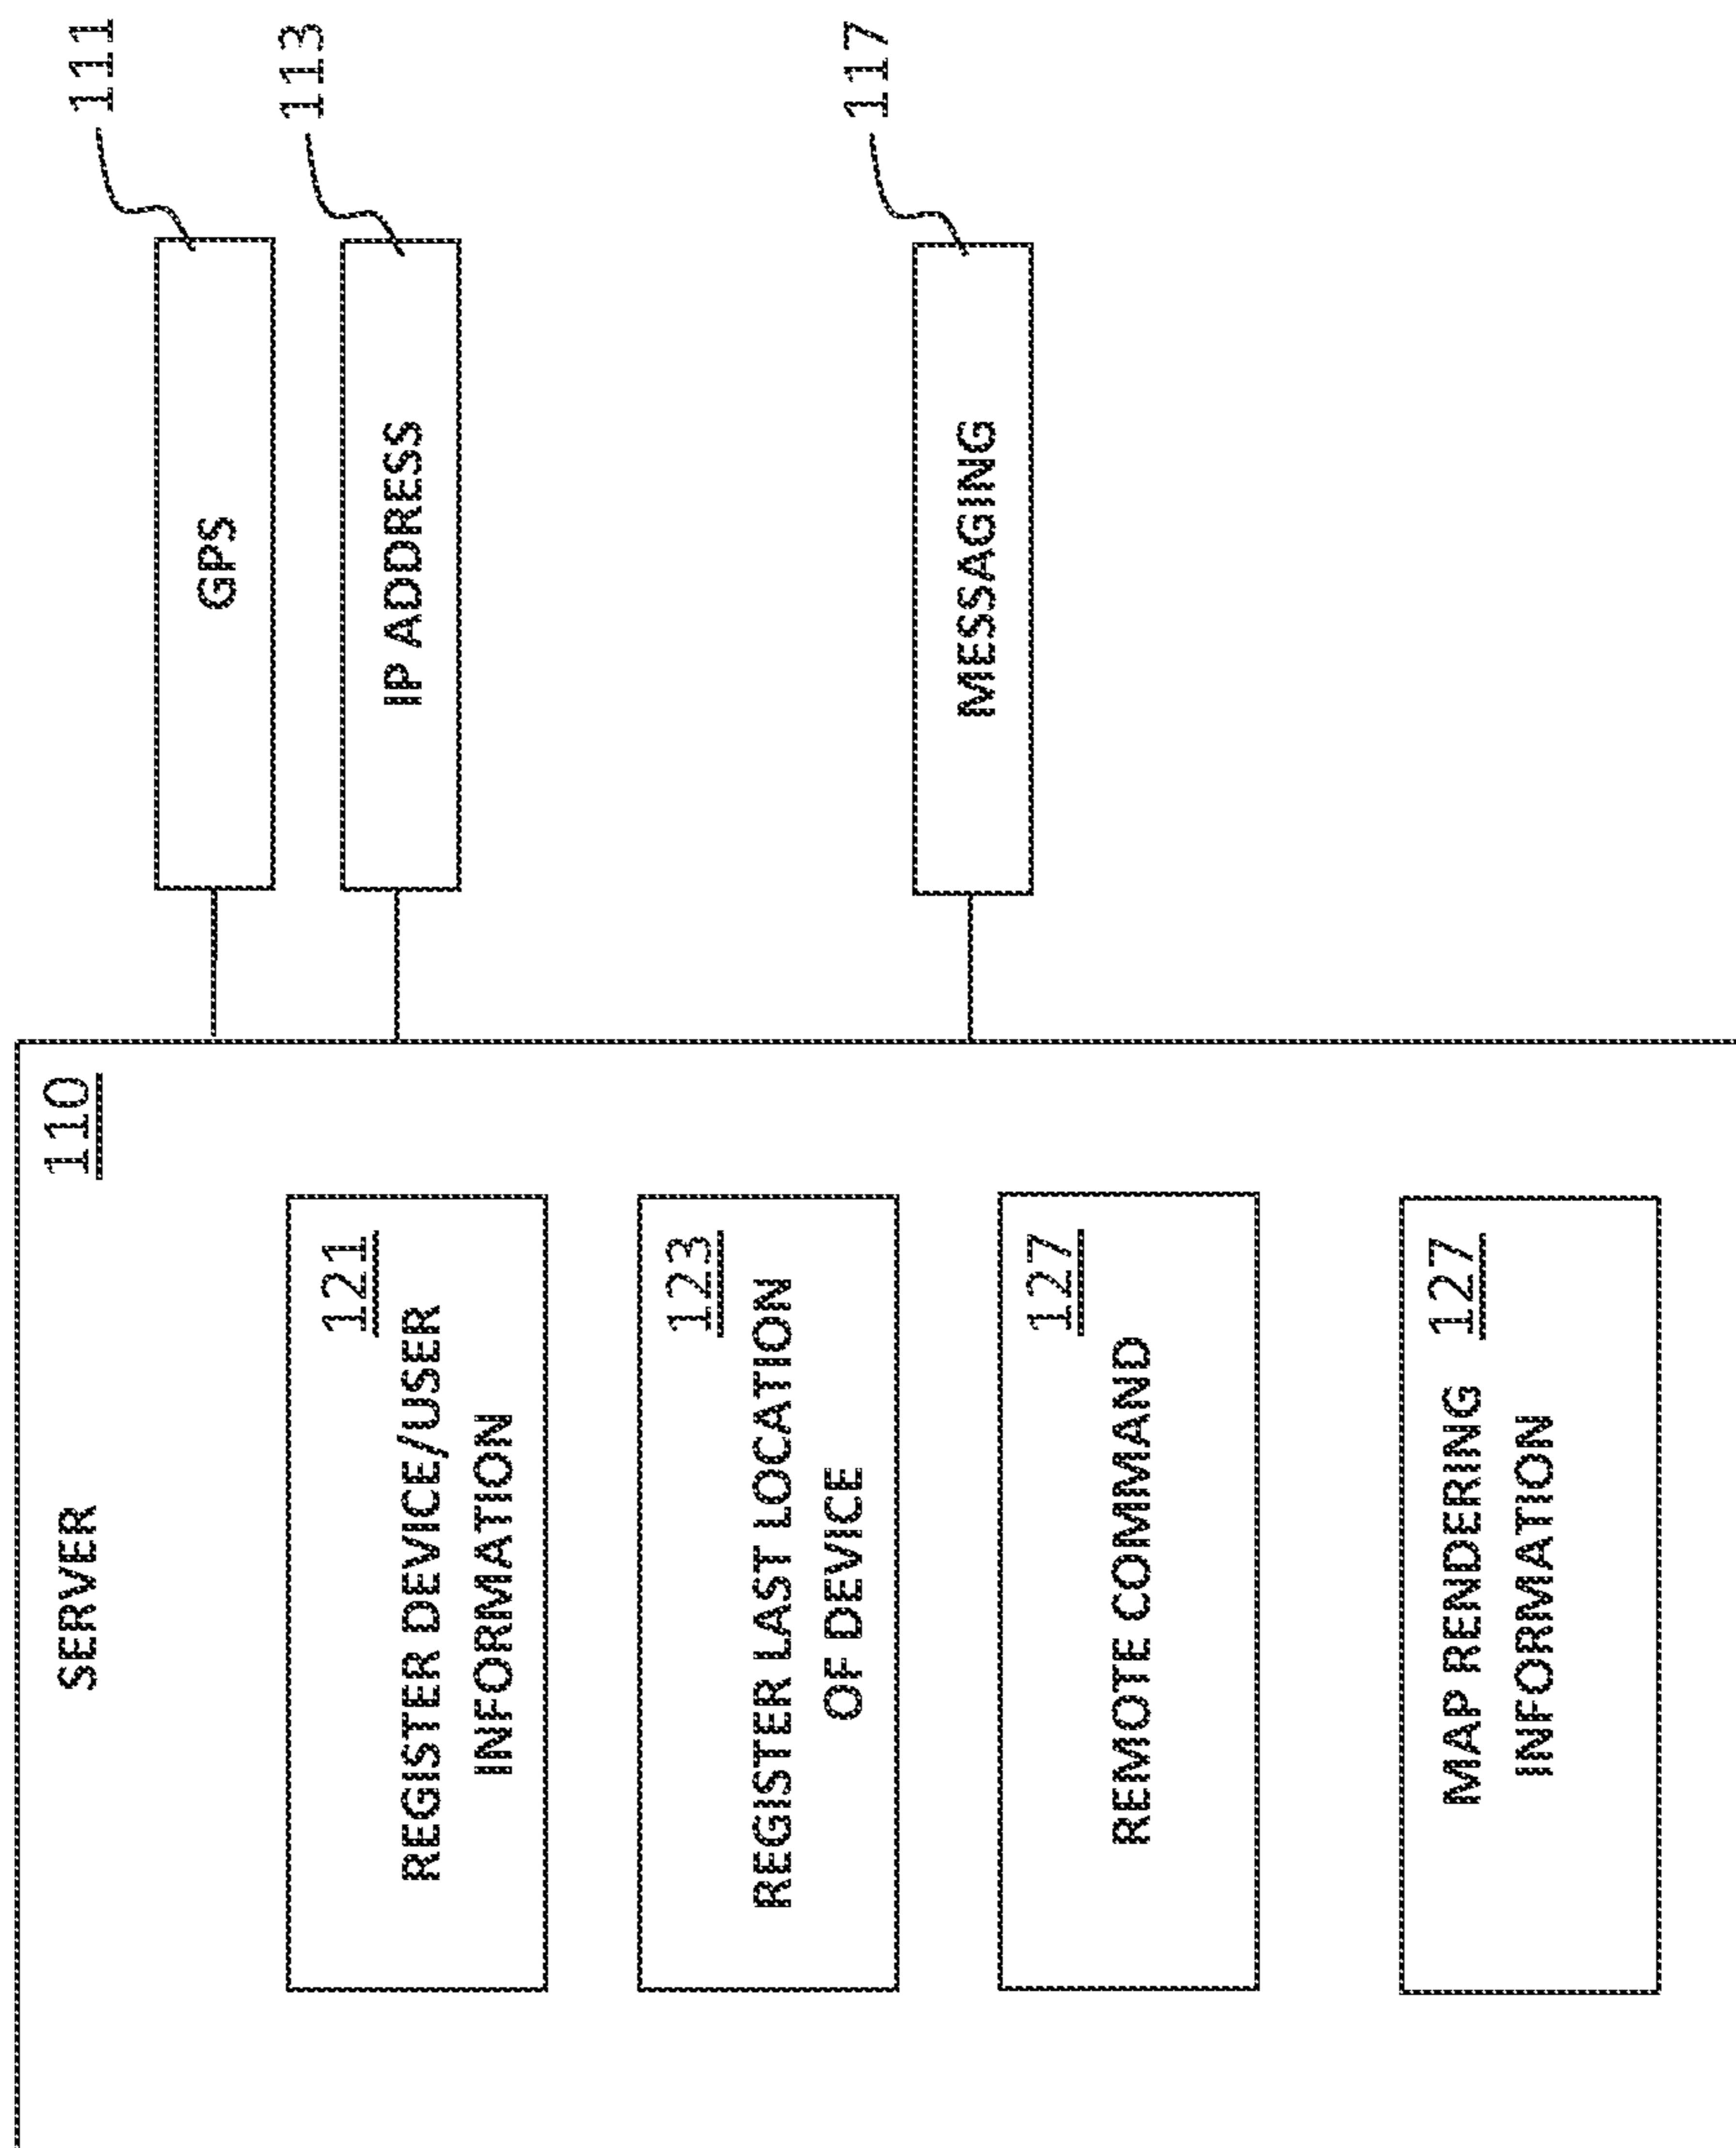 SERVER
110
121
REGISTER DEVICE/USER
INFORMATION
123
REGISTER LAST LOCATION
OF DEVICE
127
REMOTE COMMAND
MAP RENDERING 127
INFORMATION
GPS
111
IP ADDRESS
113
MESSAGING
117